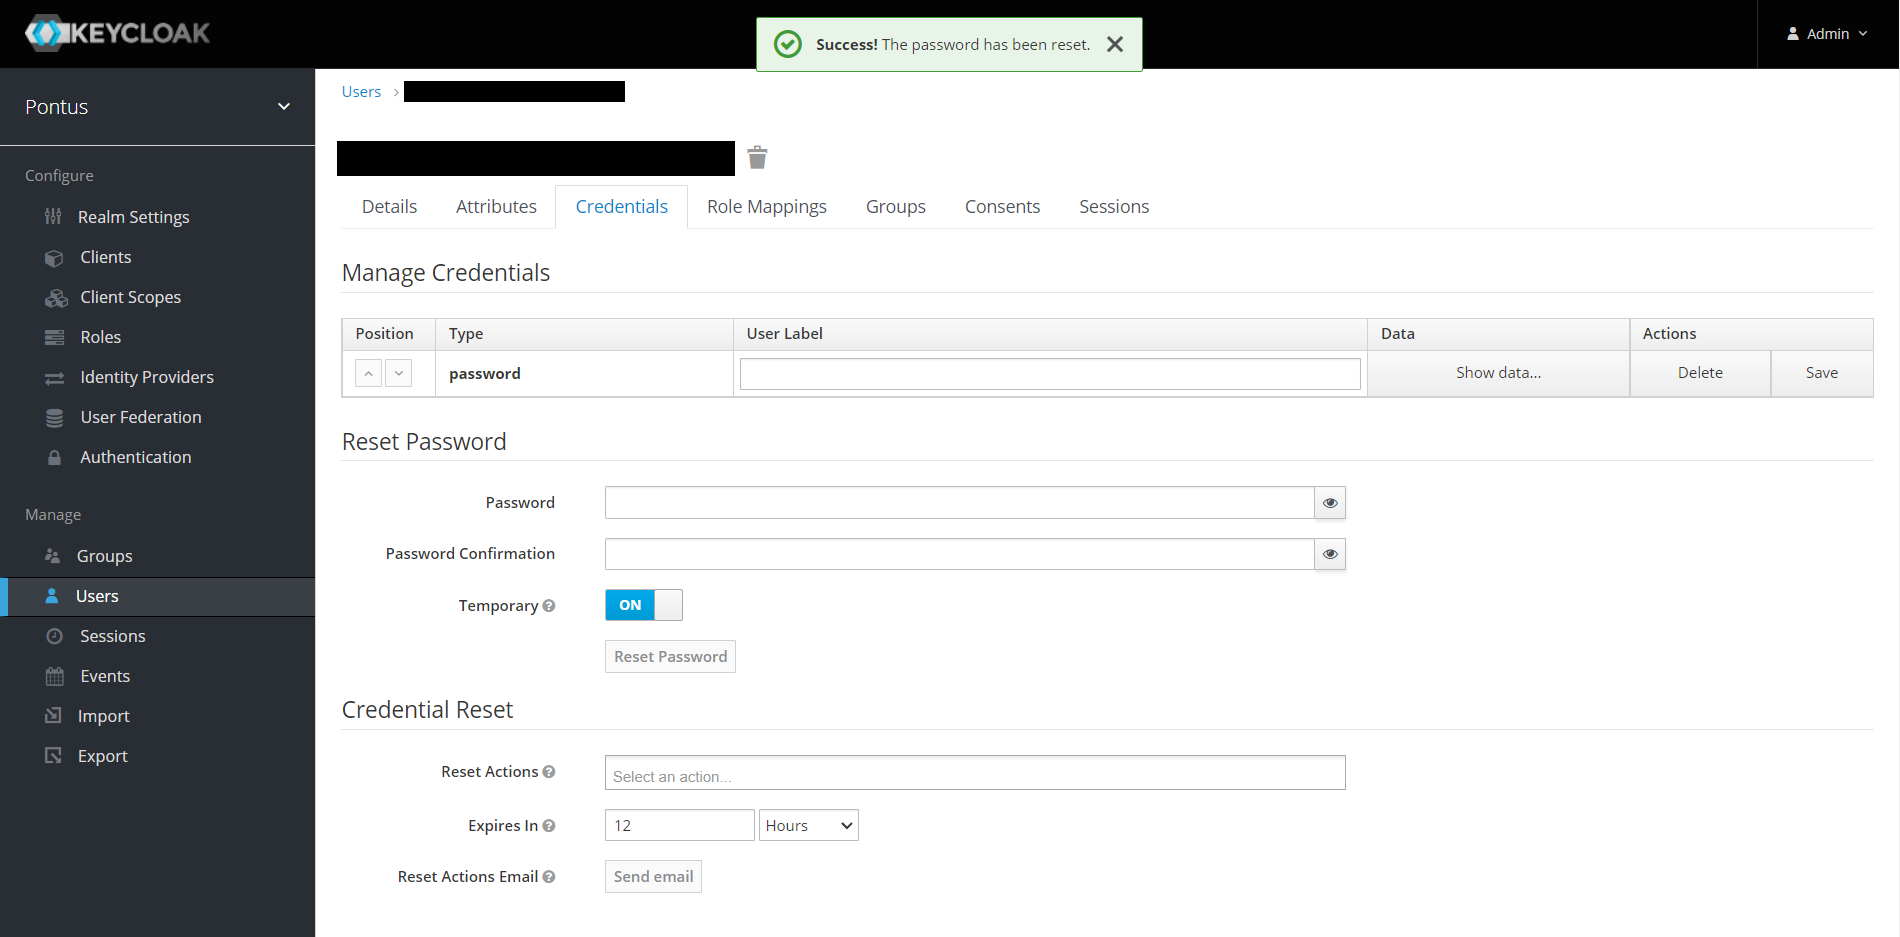 KEYCLOAK
Success! The password has been reset.
Admin
Pontus
Users
Configure
Realm Settings
Clients
Client Scopes
Roles
Identity Providers
User Federation
Authentication
Manage
Groups
Users
Sessions
Events
Import
Export
Details Attributes Credentials Role Mappings Groups Consents Sessions
Manage Credentials
Position Type User Label Data Actions
password Show data... Delete Save
Reset Password
Password
Password Confirmation
Temporary ON
Reset Password
Credential Reset
Reset Actions Select an action...
Expires In 12 Hours
Reset Actions Email Send email